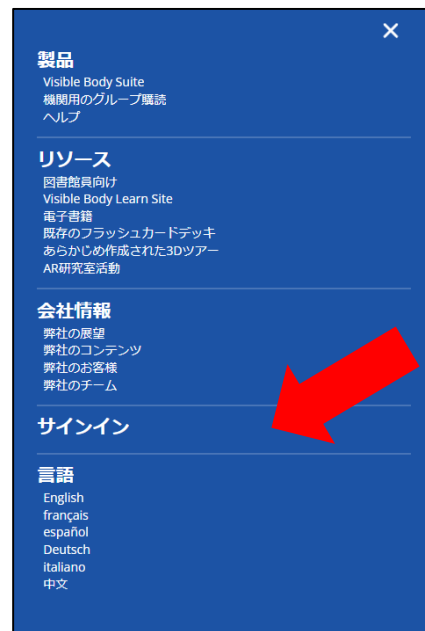 製品
Visible Body Suite
機関用のグループ購読
ヘルプ
リソース
図書館員向け
Visible Body Learn Site
電子書籍
既存のフラッシュカードデッキ
あらかじめ作成された3Dツアー
AR研究室活動
会社情報
弊社の展望
弊社のコンテンツ
弊社のお客様
弊社のチーム
サインイン
言語
English
français
español
Deutsch
italiano
中文